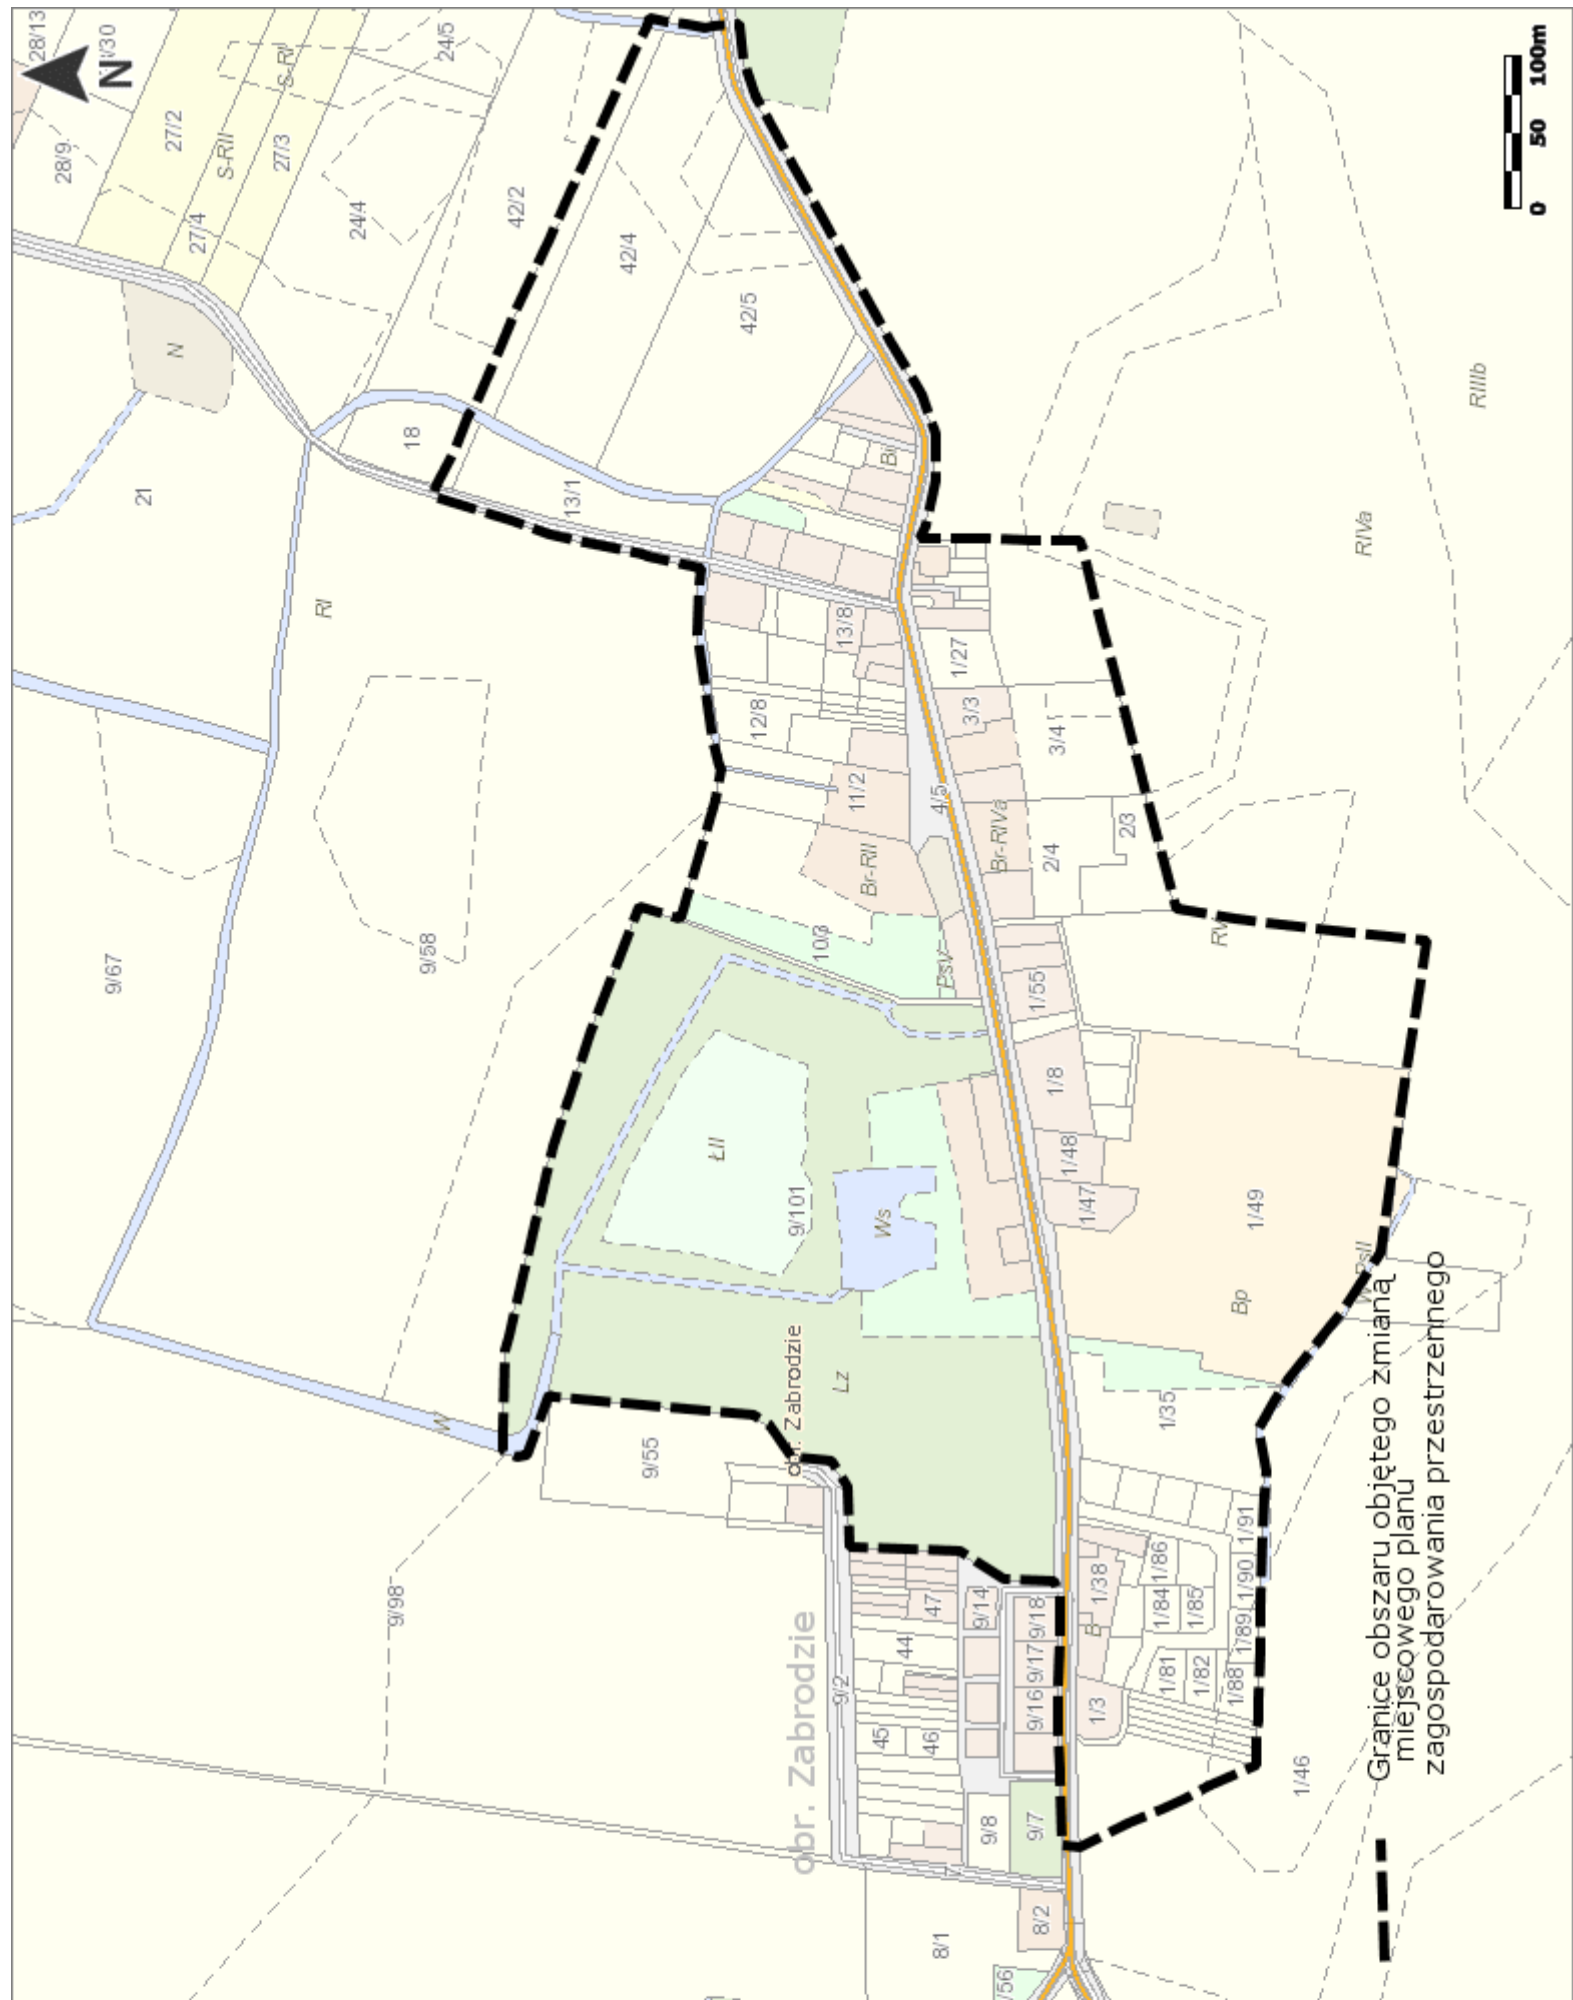 28/13
/30
N
28/9
27/2
S-RI
S-RII
27/3
27/4
24/5
24/4
42/2
42/4
42/5
N
21
18
13/1
RI
Bi
0
50
100m
RIIIb
RIVa
9/67
9/58
12/8
13/8
11/2
Br-RII
4/5
1/27
3/3
3/4
Br-RIVa
2/4
2/3
RV
10/3
PsV
1/55
1/8
1/48
1/47
1/49
Bp
ŁII
9/101
Ws
Lz
obr. Zabrodzie
W
9/55
9/98
1/35
W-PsII
obr. Zabrodzie
9/2
44
47
45
46
9/14
9/18
9/17
9/16
9/8
9/7
8/1
8/2
/56
1/38
B
1/3
1/86
1/84
1/85
1/81
1/82
1/91
1/90
1/89
1/88
1/46
Granice obszaru objętego zmianą
miejscowego planu
zagospodarowania przestrzennego